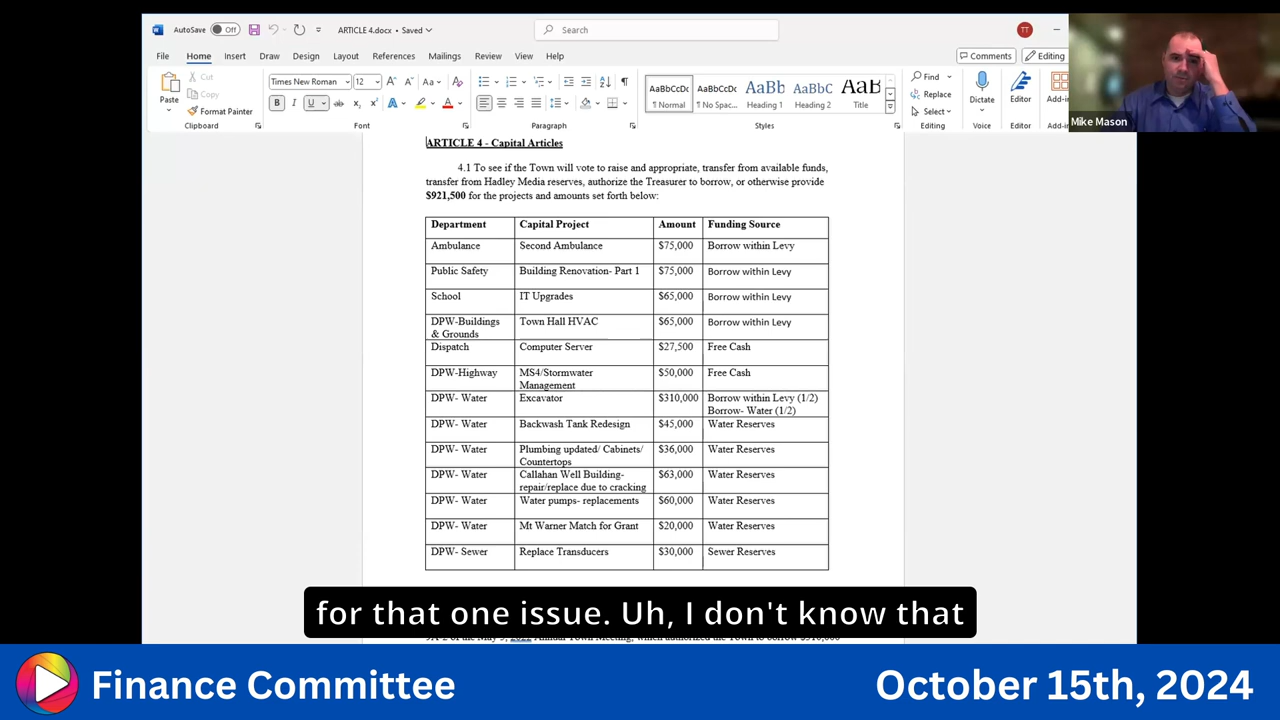 AutoSave Off ARTICLE 4.docx • Saved Search TT
File Home Insert Draw Design Layout References Mailings Review View Help Comments Editing
Paste Cut Copy Format Painter
Times New Roman 12 Aa
B I U ab x₂ x² A A
AaBbCcDc AaBbCcDc AaBbC AaBbCcC AaB
¶ Normal ¶ No Spac... Heading 1 Heading 2 Title
Find Replace Select Dictate Editor Add-in
Clipboard Font Paragraph Styles Editing Voice Editor Add-in
Mike Mason
ARTICLE 4 - Capital Articles
4.1 To see if the Town will vote to raise and appropriate, transfer from available funds,
transfer from Hadley Media reserves, authorize the Treasurer to borrow, or otherwise provide
$921,500 for the projects and amounts set forth below:
Department Capital Project Amount Funding Source
Ambulance Second Ambulance $75,000 Borrow within Levy
Public Safety Building Renovation- Part 1 $75,000 Borrow within Levy
School IT Upgrades $65,000 Borrow within Levy
DPW-Buildings & Grounds Town Hall HVAC $65,000 Borrow within Levy
Dispatch Computer Server $27,500 Free Cash
DPW-Highway MS4/Stormwater Management $50,000 Free Cash
DPW- Water Excavator $310,000 Borrow within Levy (1/2) Borrow- Water (1/2)
DPW- Water Backwash Tank Redesign $45,000 Water Reserves
DPW- Water Plumbing updated/ Cabinets/ Countertops $36,000 Water Reserves
DPW- Water Callahan Well Building- repair/replace due to cracking $63,000 Water Reserves
DPW- Water Water pumps- replacements $60,000 Water Reserves
DPW- Water Mt Warner Match for Grant $20,000 Water Reserves
DPW- Sewer Replace Transducers $30,000 Sewer Reserves
for that one issue. Uh, I don't know that
Finance Committee October 15th, 2024